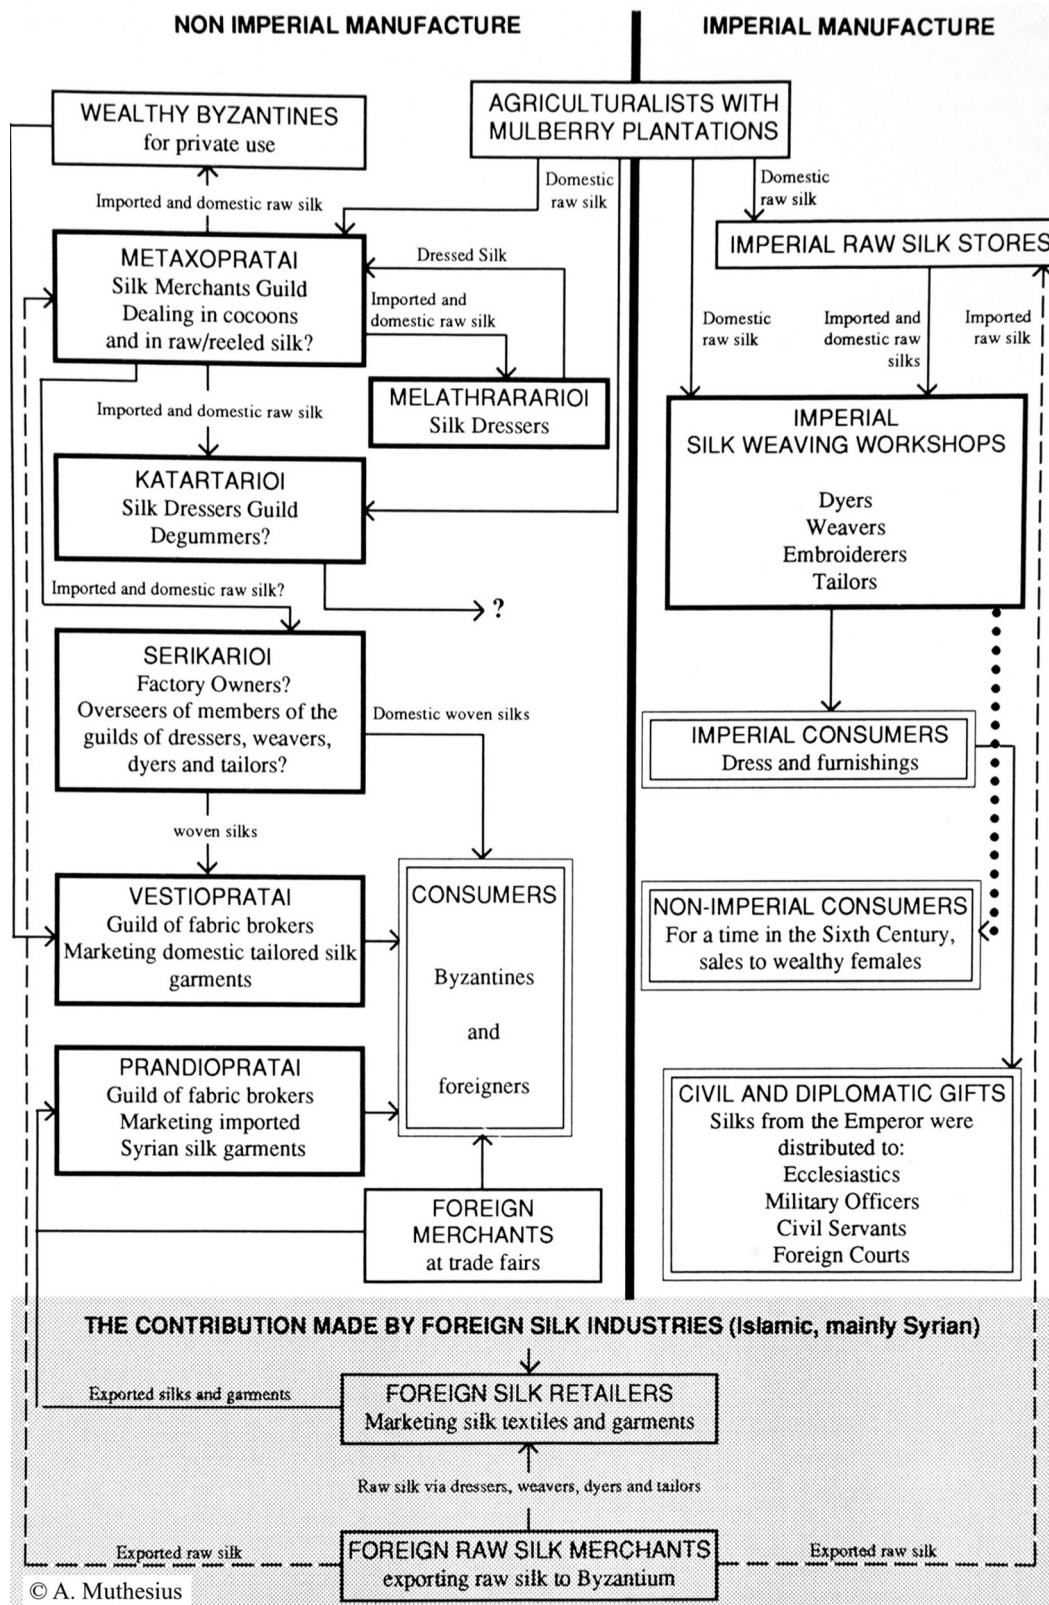 NON IMPERIAL MANUFACTURE
IMPERIAL MANUFACTURE
WEALTHY BYZANTINES
for private use
AGRICULTURALISTS WITH
MULBERRY PLANTATIONS
Imported and domestic raw silk
Domestic
raw silk
Domestic
raw silk
METAXOPRATAI
Silk Merchants Guild
Dealing in cocoons
and in raw/reeled silk?
Dressed Silk
Imported and
domestic raw silk
IMPERIAL RAW SILK STORES
Domestic
raw silk
Imported and
domestic raw
silks
Imported
raw silk
MELATHRARARIOI
Silk Dressers
Imported and domestic raw silk
KATARTARIOI
Silk Dressers Guild
Degummers?
IMPERIAL
SILK WEAVING WORKSHOPS
Dyers
Weavers
Embroiderers
Tailors
Imported and domestic raw silk?
?
SERIKARIOI
Factory Owners?
Overseers of members of the
guilds of dressers, weavers,
dyers and tailors?
Domestic woven silks
IMPERIAL CONSUMERS
Dress and furnishings
woven silks
VESTIOPRATAI
Guild of fabric brokers
Marketing domestic tailored silk
garments
CONSUMERS
Byzantines
and
foreigners
NON-IMPERIAL CONSUMERS
For a time in the Sixth Century,
sales to wealthy females
PRANDIOPRATAI
Guild of fabric brokers
Marketing imported
Syrian silk garments
CIVIL AND DIPLOMATIC GIFTS
Silks from the Emperor were
distributed to:
Ecclesiastics
Military Officers
Civil Servants
Foreign Courts
FOREIGN
MERCHANTS
at trade fairs
THE CONTRIBUTION MADE BY FOREIGN SILK INDUSTRIES (Islamic, mainly Syrian)
Exported silks and garments
FOREIGN SILK RETAILERS
Marketing silk textiles and garments
Raw silk via dressers, weavers, dyers and tailors
Exported raw silk
FOREIGN RAW SILK MERCHANTS
exporting raw silk to Byzantium
Exported raw silk
© A. Muthesius